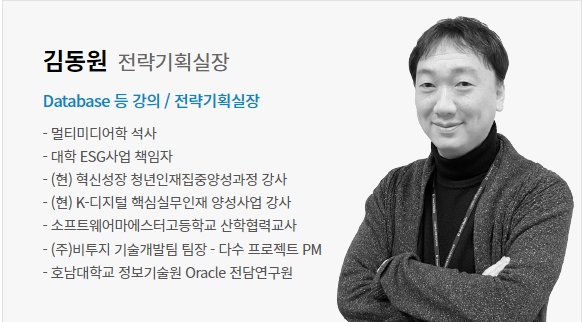 김동원 전략기획실장
Database 등 강의 / 전략기획실장
- 멀티미디어학 석사
- 대학 ESG사업 책임자
- (현) 혁신성장 청년인재집중양성과정 강사
- (현) K-디지털 핵심실무인재 양성사업 강사
- 소프트웨어마에스터고등학교 산학협력교사
- (주)비투지 기술개발팀 팀장 - 다수 프로젝트 PM
- 호남대학교 정보기술원 Oracle 전담연구원